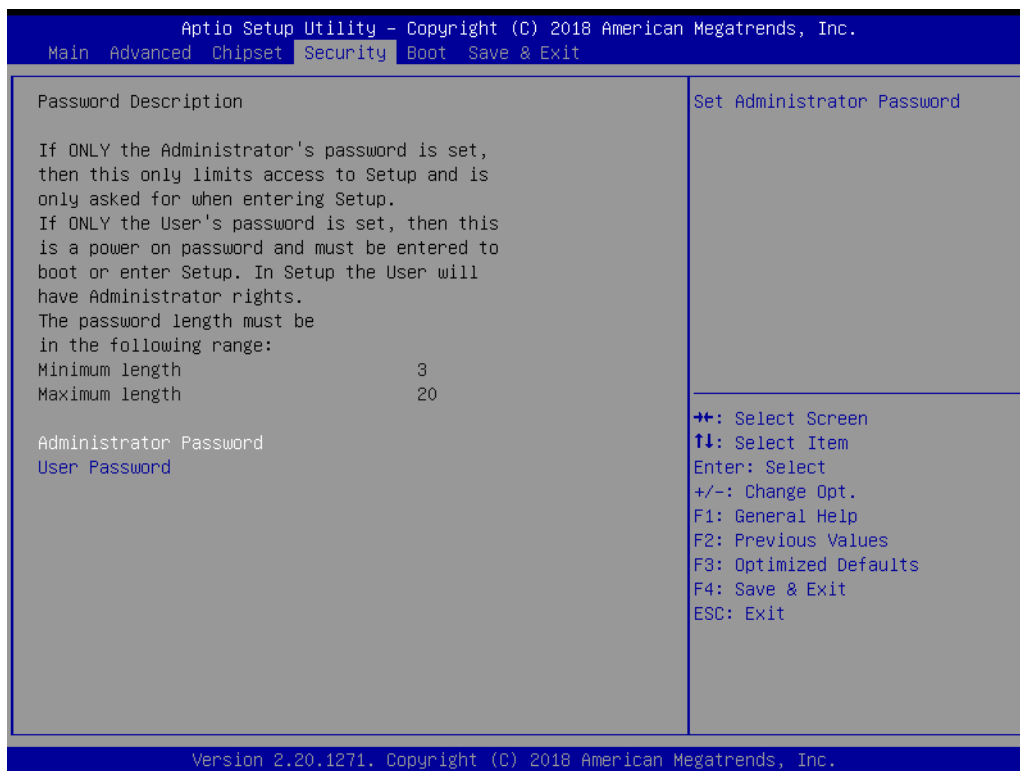 Aptio Setup Utility – Copyright (C) 2018 American Megatrends, Inc.
Main Advanced Chipset Security Boot Save & Exit
Password Description
If ONLY the Administrator's password is set,
then this only limits access to Setup and is
only asked for when entering Setup.
If ONLY the User's password is set, then this
is a power on password and must be entered to
boot or enter Setup. In Setup the User will
have Administrator rights.
The password length must be
in the following range:
Minimum length 3
Maximum length 20
Administrator Password
User Password
Set Administrator Password
→←: Select Screen
↑↓: Select Item
Enter: Select
+/-: Change Opt.
F1: General Help
F2: Previous Values
F3: Optimized Defaults
F4: Save & Exit
ESC: Exit
Version 2.20.1271. Copyright (C) 2018 American Megatrends, Inc.